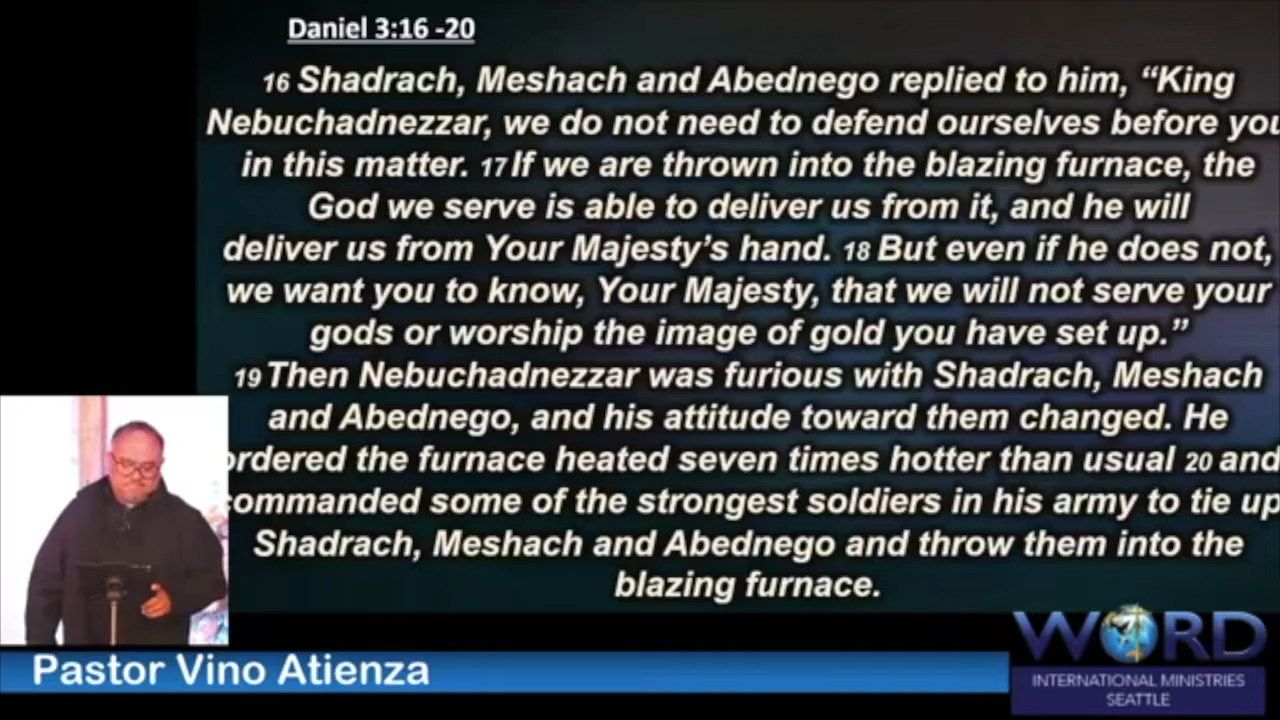 Daniel 3:16 -20
16 Shadrach, Meshach and Abednego replied to him, “King
Nebuchadnezzar, we do not need to defend ourselves before you
in this matter. 17 If we are thrown into the blazing furnace, the
God we serve is able to deliver us from it, and he will
deliver us from Your Majesty’s hand. 18 But even if he does not,
we want you to know, Your Majesty, that we will not serve your
gods or worship the image of gold you have set up.”
19 Then Nebuchadnezzar was furious with Shadrach, Meshach
and Abednego, and his attitude toward them changed. He
ordered the furnace heated seven times hotter than usual 20 and
commanded some of the strongest soldiers in his army to tie up
Shadrach, Meshach and Abednego and throw them into the
blazing furnace.
Pastor Vino Atienza
WORD
INTERNATIONAL MINISTRIES
SEATTLE